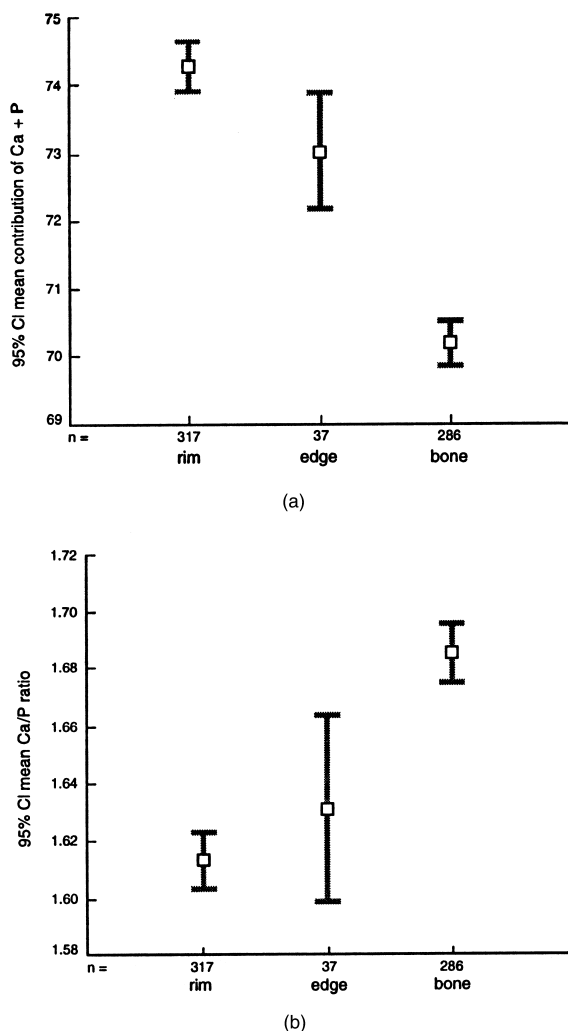 75
74
73
72
71
70
69
95% CI mean contribution of Ca + P
n = 317 37 286
rim edge bone
(a)
1.72
1.70
1.68
1.66
1.64
1.62
1.60
1.58
95% CI mean Ca/P ratio
n = 317 37 286
rim edge bone
(b)